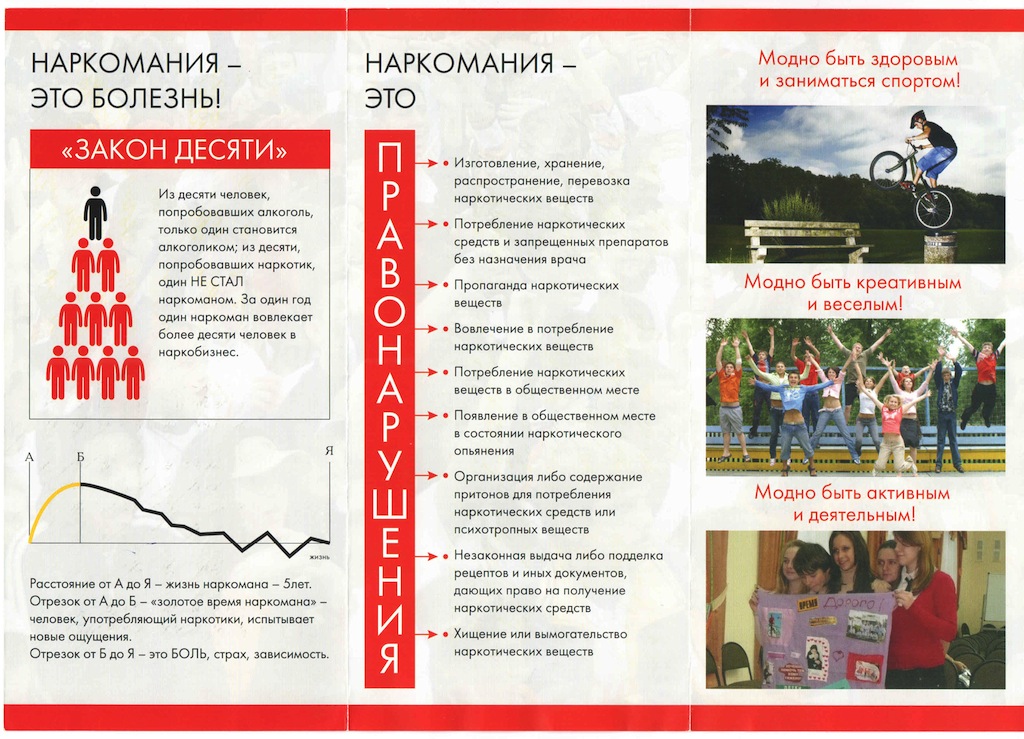 НАРКОМАНИЯ –
ЭТО БОЛЕЗНЬ!
«ЗАКОН ДЕСЯТИ»
Из десяти человек,
попробовавших алкоголь,
только один становится
алкоголиком; из десяти,
попробовавших наркотик,
один НЕ СТАЛ
наркоманом. За один год
один наркоман вовлекает
более десяти человек в
наркобизнес.
А Б Я
жизнь
Расстояние от А до Я – жизнь наркомана – 5лет.
Отрезок от А до Б – «золотое время наркомана» –
человек, употребляющий наркотики, испытывает
новые ощущения.
Отрезок от Б до Я – это БОЛЬ, страх, зависимость.
НАРКОМАНИЯ –
ЭТО
ПРАВОНАРУШЕНИЯ
• Изготовление, хранение,
распространение, перевозка
наркотических веществ
• Потребление наркотических
средств и запрещенных препаратов
без назначения врача
• Пропаганда наркотических
веществ
• Вовлечение в потребление
наркотических веществ
• Потребление наркотических
веществ в общественном месте
• Появление в общественном месте
в состоянии наркотического
опьянения
• Организация либо содержание
притонов для потребления
наркотических средств или
психотропных веществ
• Незаконная выдача либо подделка
рецептов и иных документов,
дающих право на получение
наркотических средств
• Хищение или вымогательство
наркотических веществ
Модно быть здоровым
и заниматься спортом!
Модно быть креативным
и веселым!
Модно быть активным
и деятельным!
ВРЕМЯ